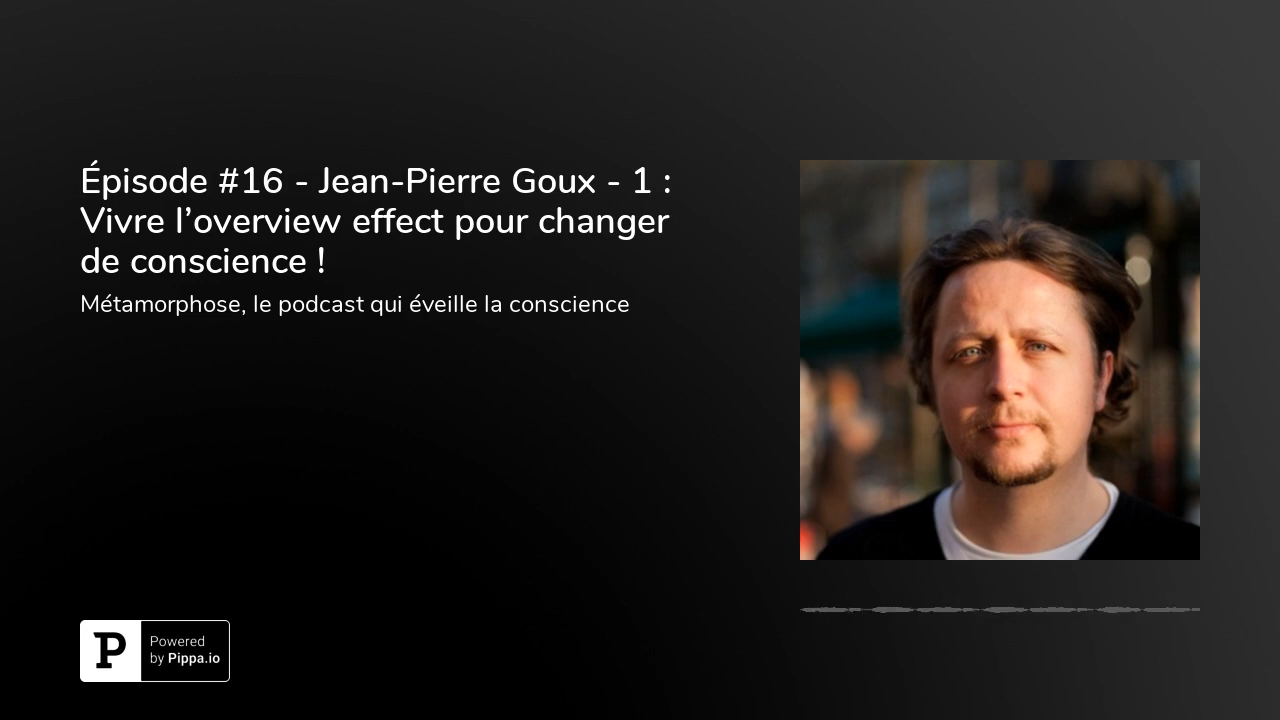 Épisode #16 - Jean-Pierre Goux - 1 :
Vivre l’overview effect pour changer
de conscience !
Métamorphose, le podcast qui éveille la conscience
P
Powered
by Pippa.io